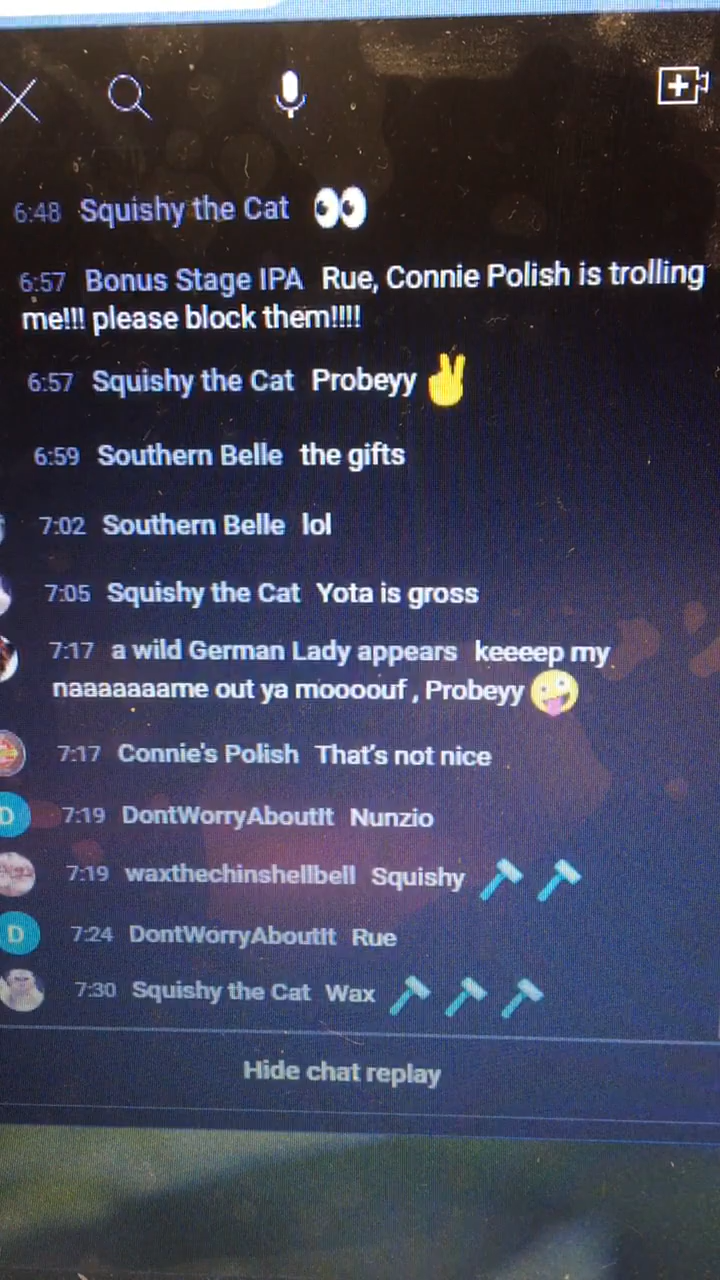 6:48 Squishy the Cat 👀
6:57 Bonus Stage IPA Rue, Connie Polish is trolling
me!!! please block them!!!!
6:57 Squishy the Cat Probeyy ✌
6:59 Southern Belle the gifts
7:02 Southern Belle lol
7:05 Squishy the Cat Yota is gross
7:17 a wild German Lady appears keeeep my
naaaaaaame out ya moooouf , Probeyy 🤪
7:17 Connie's Polish That's not nice
D 7:19 DontWorryAboutIt Nunzio
7:19 waxthechinshellbell Squishy 🪒 🪒
D 7:24 DontWorryAboutIt Rue
7:30 Squishy the Cat Wax 🪒 🪒 🪒
Hide chat replay